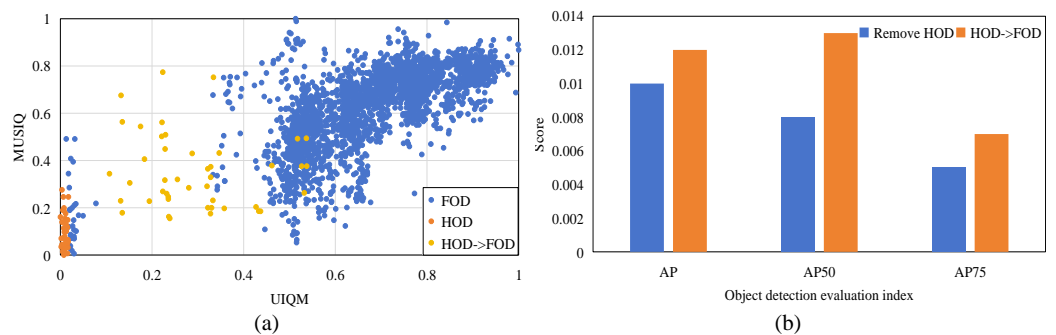 1
0.8
0.6
0.4
0.2
0
MUSIQ
0 0.2 0.4 0.6 0.8 1
UIQM
FOD
HOD
HOD->FOD
(a)
0.014
0.012
0.01
0.008
0.006
0.004
0.002
0
Score
Remove HOD HOD->FOD
AP AP50 AP75
Object detection evaluation index
(b)